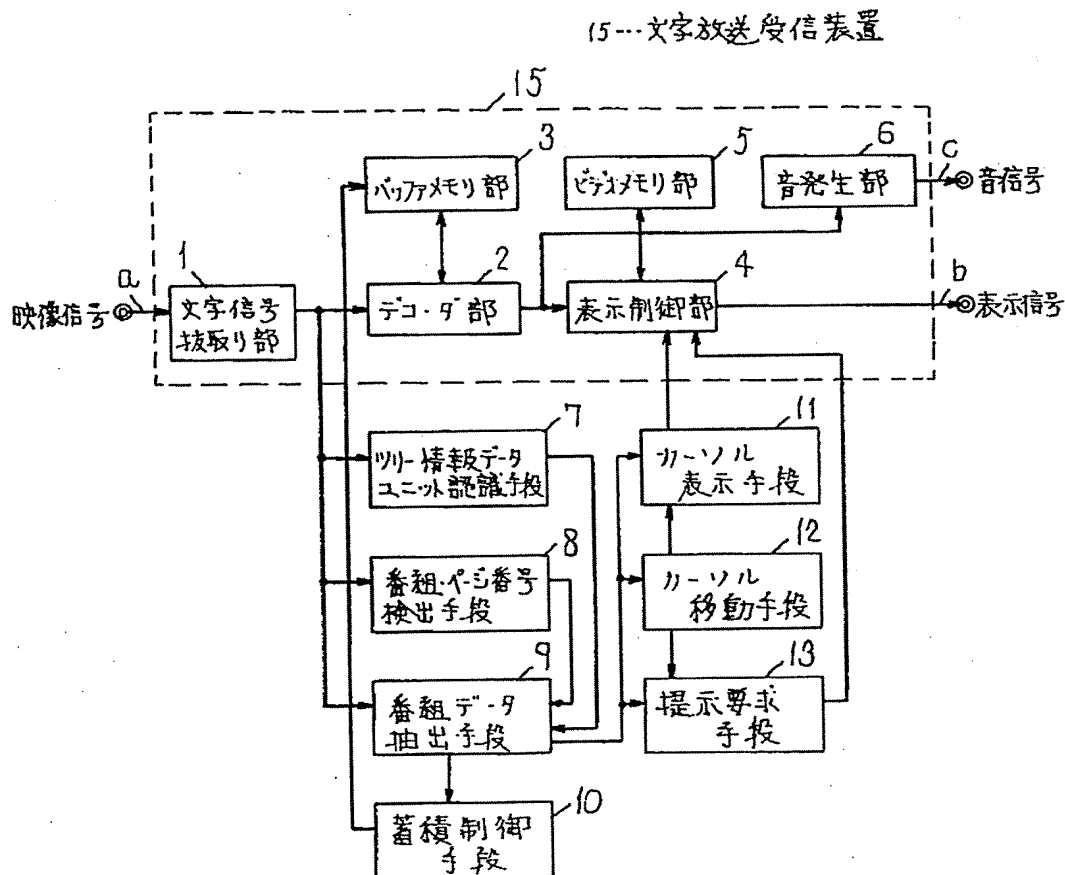 15…文字放送受信装置
15
3
5
6
バッファメモリ部
ビデオメモリ部
音発生部
c
音信号
1
2
4
a
b
映像信号
文字信号
抜取り部
デコ・ダ部
表示制御部
表示信号
7
ツリー情報データ
ユニット認識手段
11
カーソル
表示手段
8
番組・ページ番号
検出手段
12
カーソル
移動手段
9
番組データ
抽出手段
13
提示要求
手段
10
蓄積制御
手段